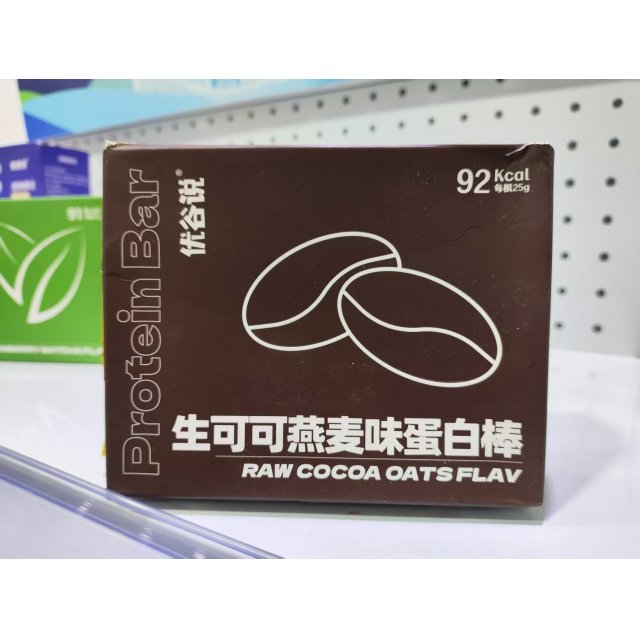 Protein Bar
优谷说®
92 Kcal
每根25g
生可可燕麦味蛋白棒
RAW COCOA OATS FLAV
91